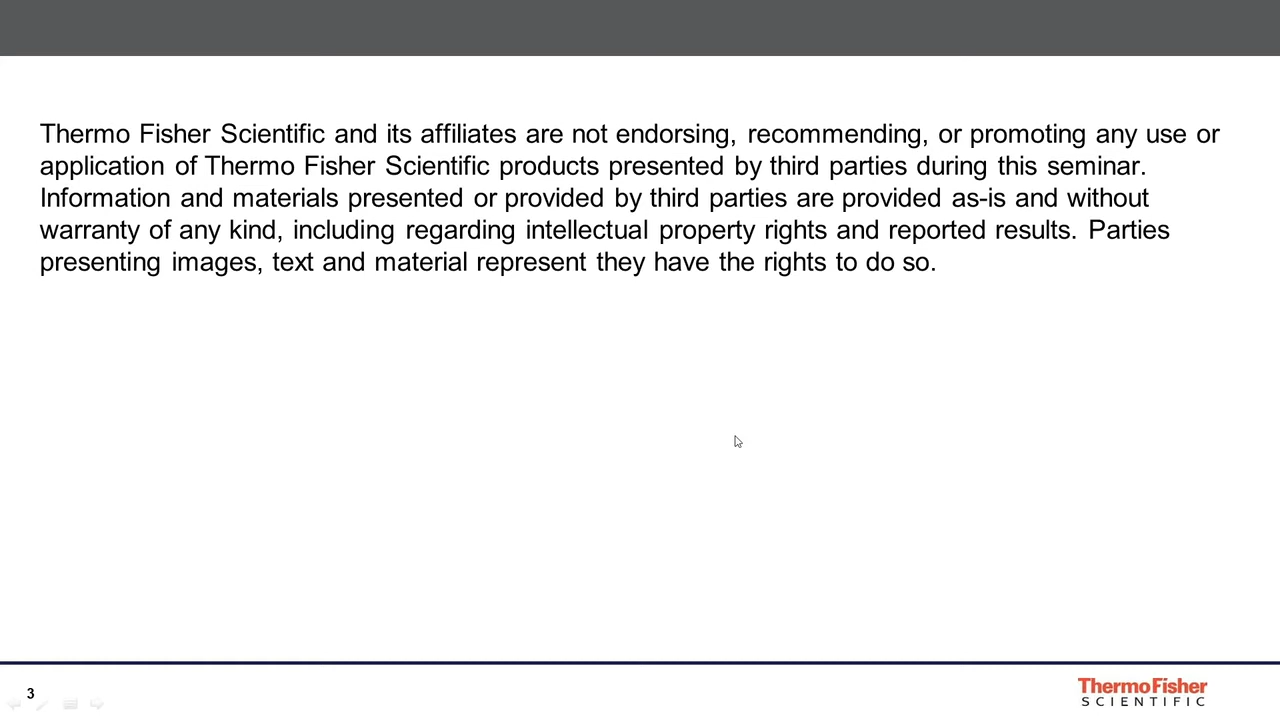 Thermo Fisher Scientific and its affiliates are not endorsing, recommending, or promoting any use or
application of Thermo Fisher Scientific products presented by third parties during this seminar.
Information and materials presented or provided by third parties are provided as-is and without
warranty of any kind, including regarding intellectual property rights and reported results. Parties
presenting images, text and material represent they have the rights to do so.
3
ThermoFisher
SCIENTIFIC